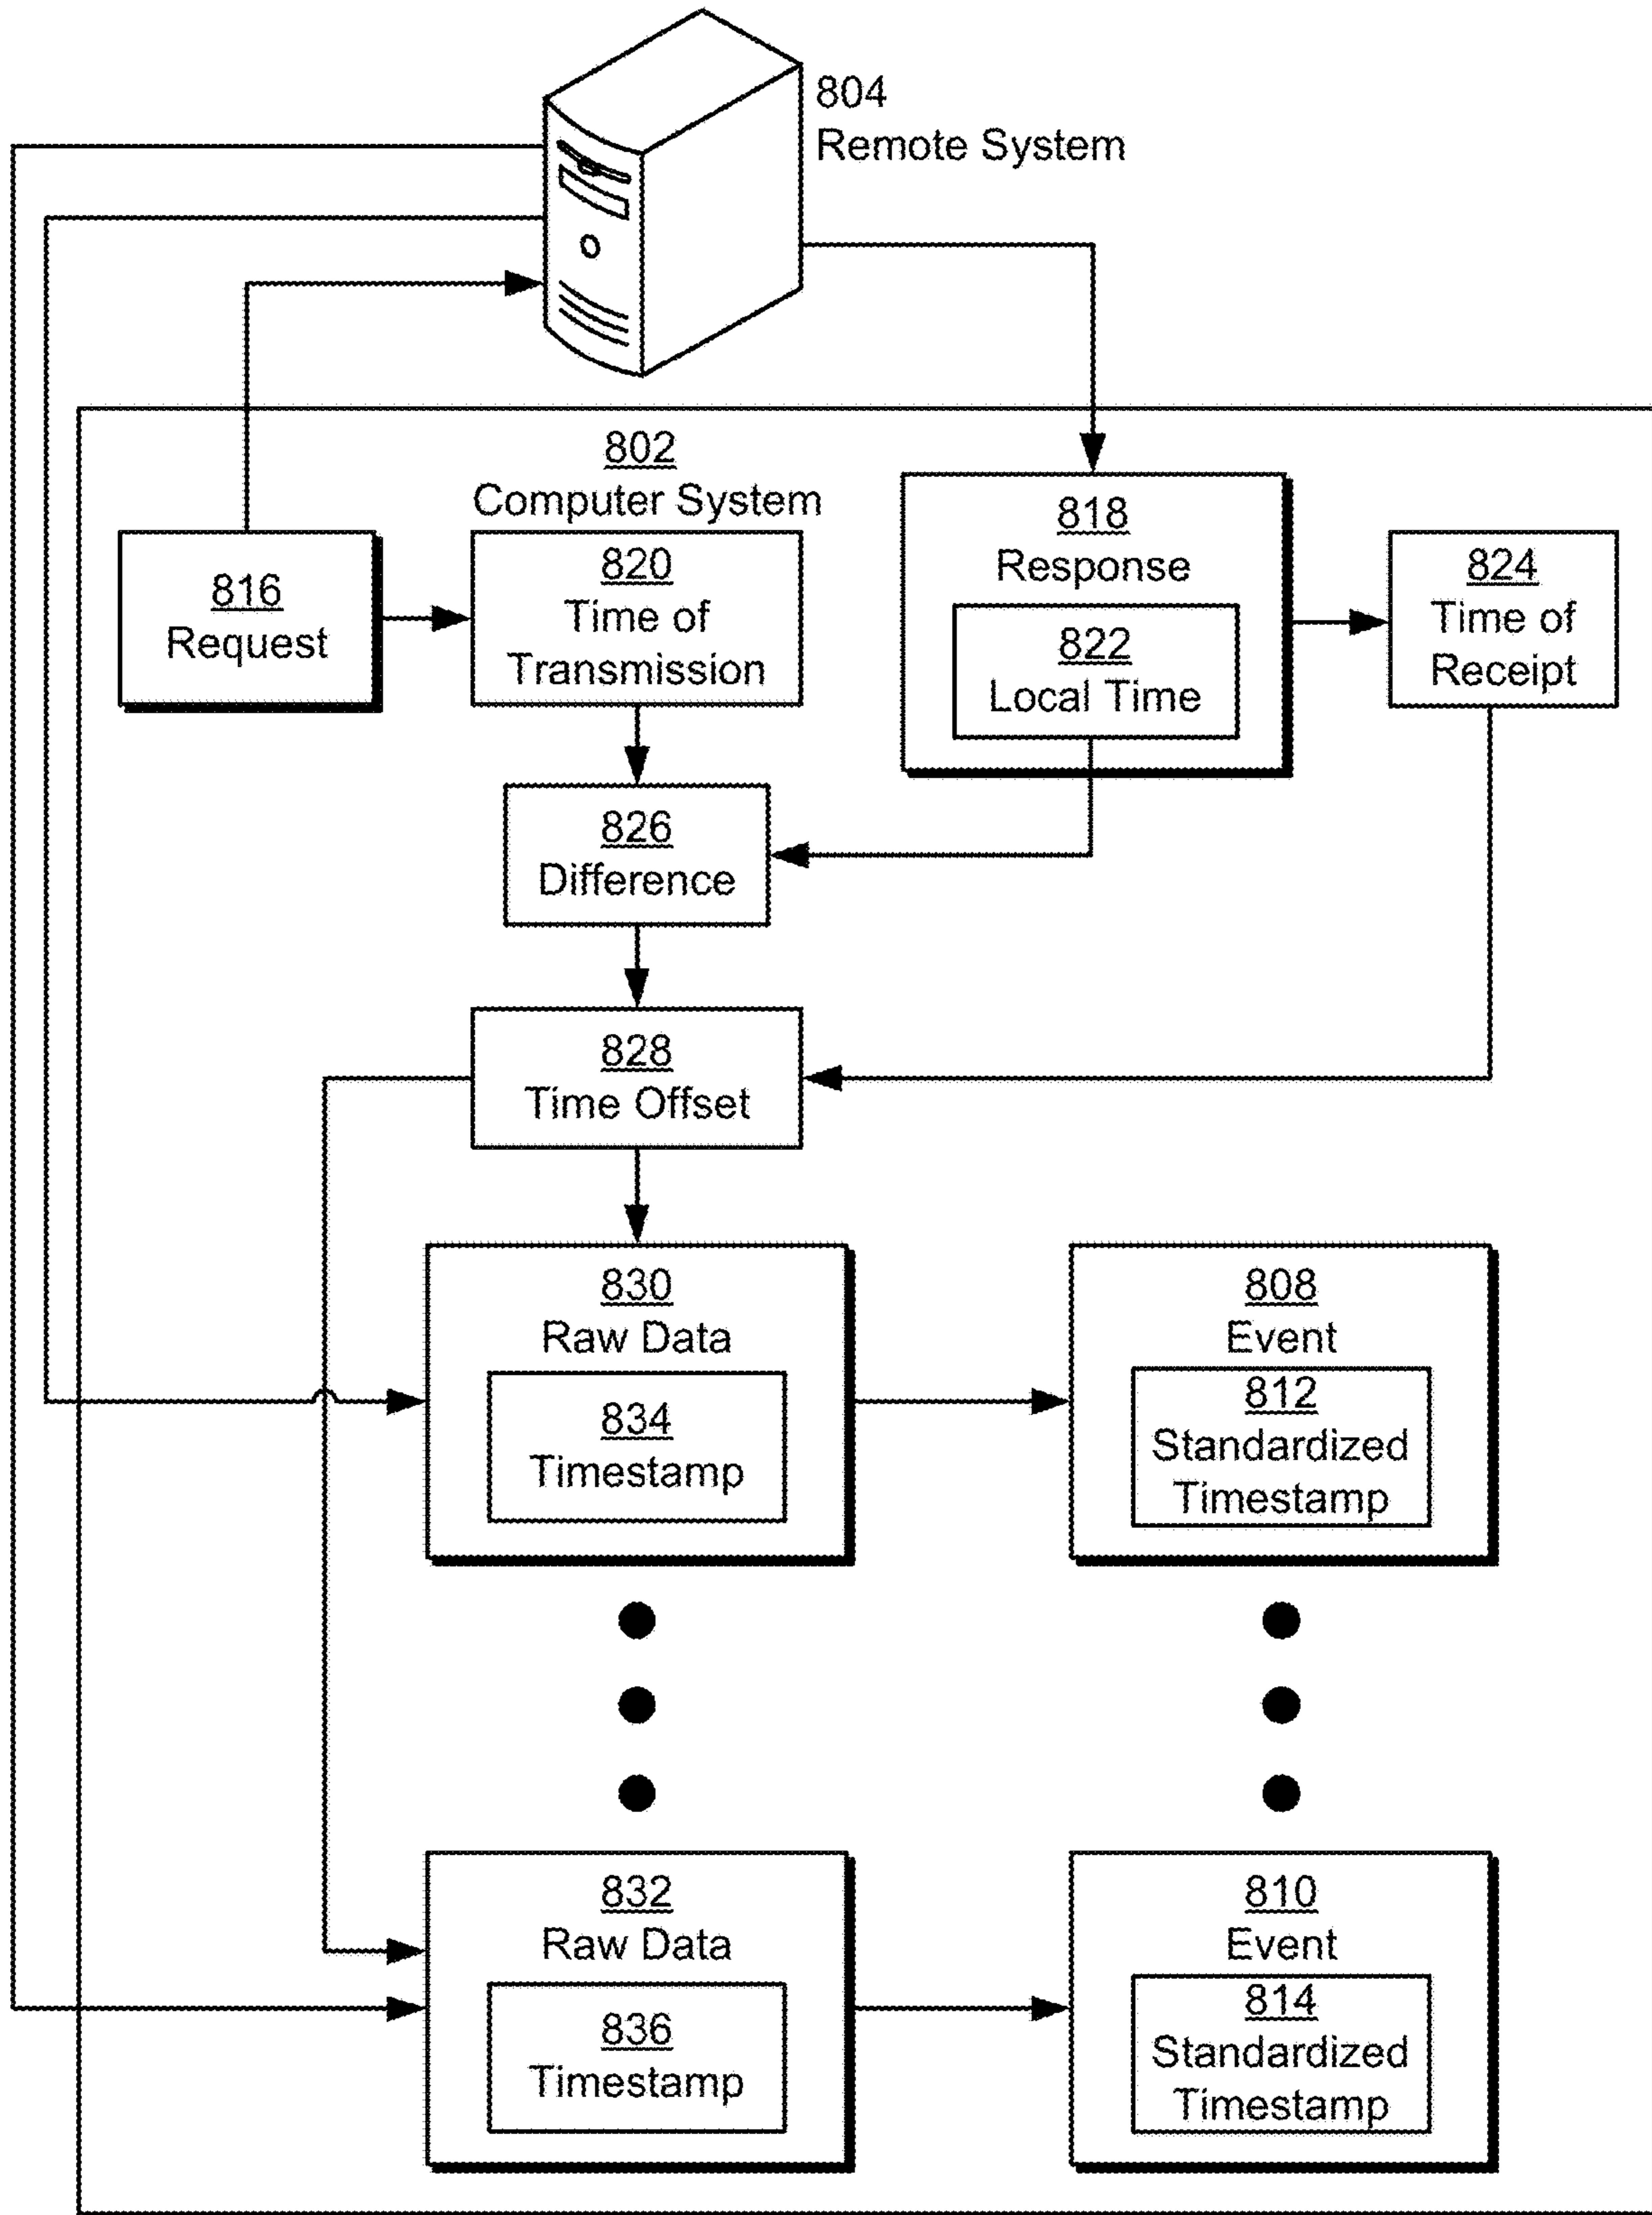 804
Remote System
802
Computer System
816
Request
820
Time of
Transmission
818
Response
822
Local Time
824
Time of
Receipt
826
Difference
828
Time Offset
830
Raw Data
834
Timestamp
808
Event
812
Standardized
Timestamp
832
Raw Data
836
Timestamp
810
Event
814
Standardized
Timestamp